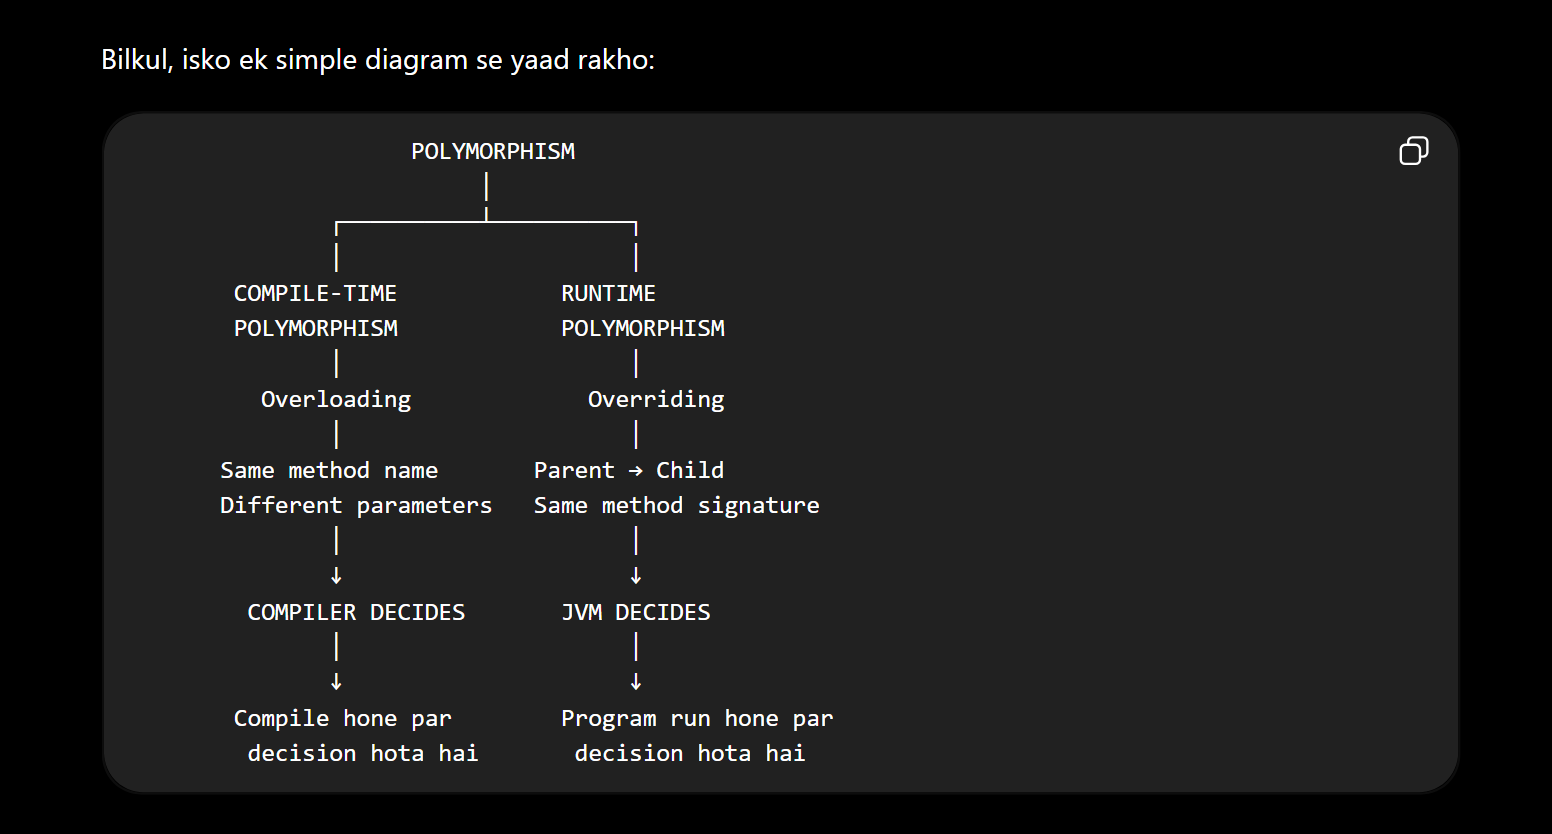 Bilkul, isko ek simple diagram se yaad rakho:
POLYMORPHISM
COMPILE-TIME RUNTIME
POLYMORPHISM POLYMORPHISM
Overloading Overriding
Same method name Parent → Child
Different parameters Same method signature
↓ ↓
COMPILER DECIDES JVM DECIDES
↓ ↓
Compile hone par Program run hone par
decision hota hai decision hota hai